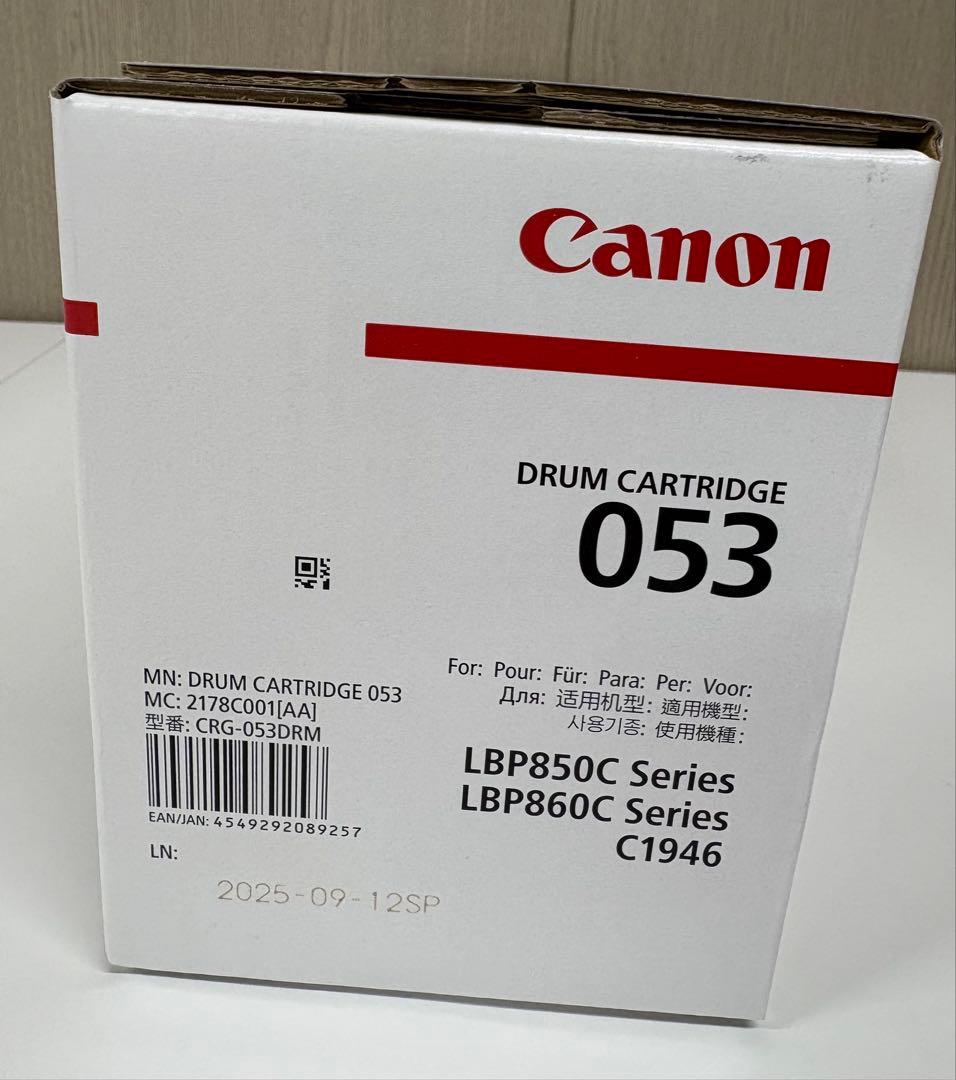 Canon
DRUM CARTRIDGE
053
MN: DRUM CARTRIDGE 053
MC: 2178C001[AA]
型番: CRG-053DRM
EAN/JAN: 4549292089257
LN:
2025-09-12SP
For: Pour: Für: Para: Per: Voor:
Для: 适用机型: 適用機型:
사용기종: 使用機種:
LBP850C Series
LBP860C Series
C1946